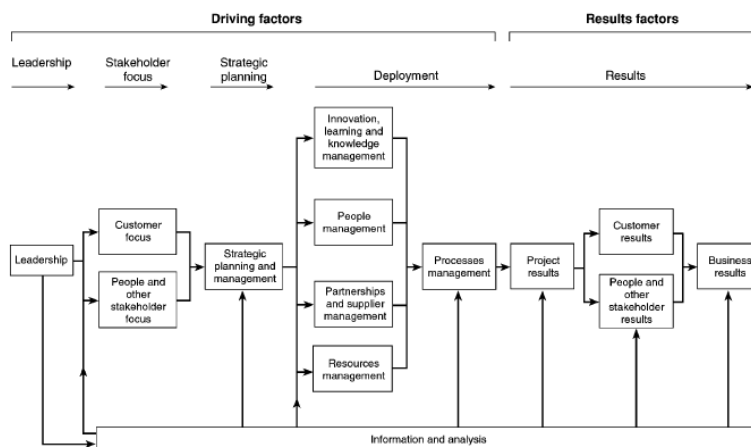 Driving factors
Results factors
Leadership
Stakeholder
focus
Strategic
planning
Deployment
Results
Innovation,
learning and
knowledge
management
People
management
Partnerships
and supplier
management
Resources
management
Customer
focus
People and
other
stakeholder
focus
Leadership
Strategic
planning and
management
Processes
management
Project
results
Customer
results
People and
other
stakeholder
results
Business
results
Information and analysis